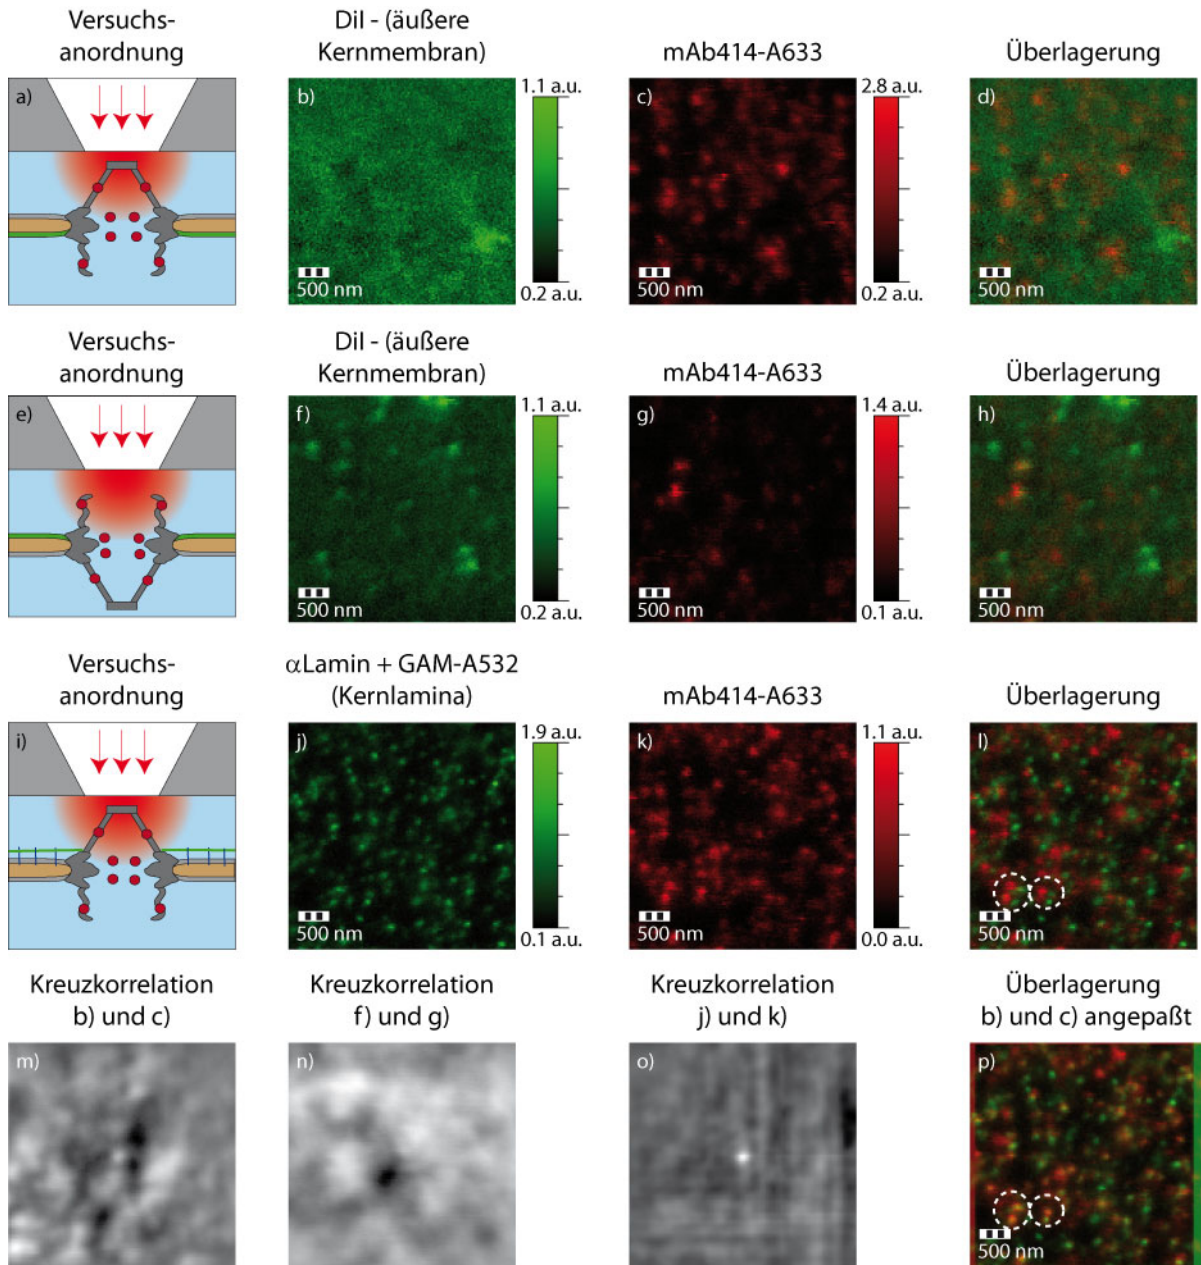 Versuchs-
anordnung
DiI - (äußere
Kernmembran)
mAb414-A633
Überlagerung
a)
b)
500 nm
1.1 a.u.
0.2 a.u.
c)
500 nm
2.8 a.u.
0.2 a.u.
d)
500 nm
Versuchs-
anordnung
DiI - (äußere
Kernmembran)
mAb414-A633
Überlagerung
e)
f)
500 nm
1.1 a.u.
0.2 a.u.
g)
500 nm
1.4 a.u.
0.1 a.u.
h)
500 nm
Versuchs-
anordnung
αLamin + GAM-A532
(Kernlamina)
mAb414-A633
Überlagerung
i)
j)
500 nm
1.9 a.u.
0.1 a.u.
k)
500 nm
1.1 a.u.
0.0 a.u.
l)
500 nm
Kreuzkorrelation
b) und c)
Kreuzkorrelation
f) und g)
Kreuzkorrelation
j) und k)
Überlagerung
b) und c) angepaßt
m)
n)
o)
p)
500 nm